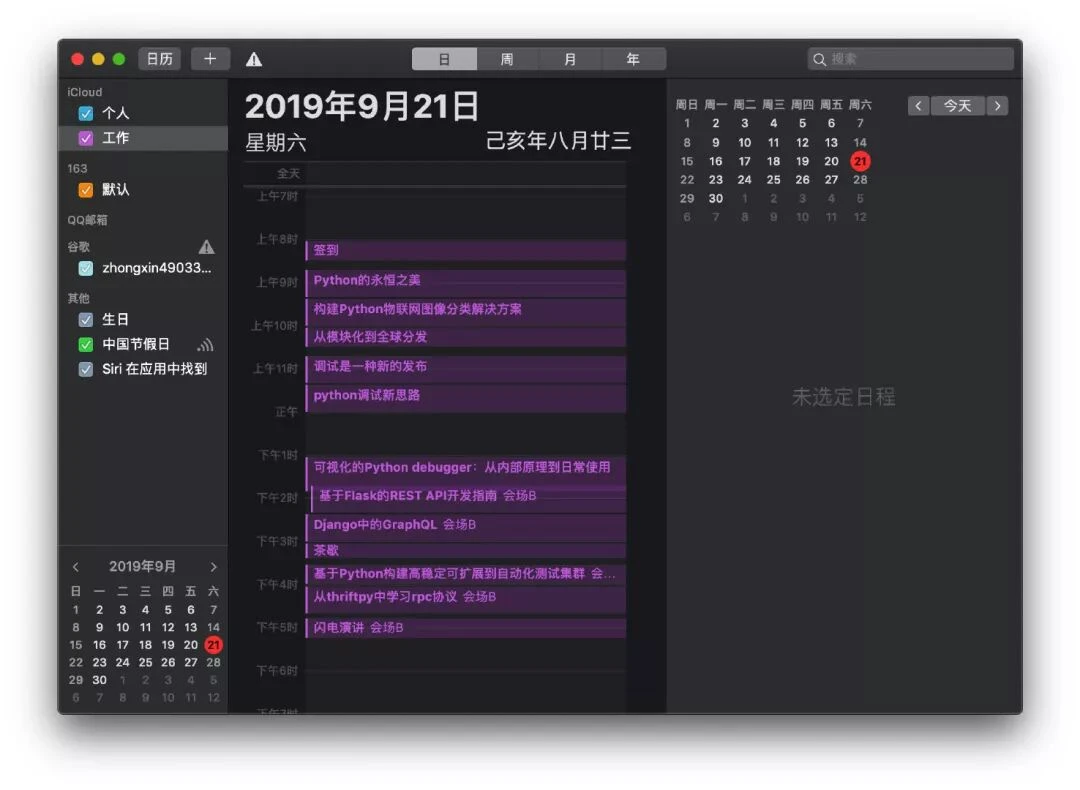 日历 + 日 周 月 年 搜索
iCloud
个人
工作
163
默认
QQ邮箱
谷歌
zhongxin49033...
其他
生日
中国节假日
Siri 在应用中找到
2019年9月
日 一 二 三 四 五 六
1 2 3 4 5 6 7
8 9 10 11 12 13 14
15 16 17 18 19 20 21
22 23 24 25 26 27 28
29 30 1 2 3 4 5
6 7 8 9 10 11 12
2019年9月21日
星期六 己亥年八月廿三
全天
上午7时
上午8时
签到
上午9时 Python的永恒之美
构建Python物联网图像分类解决方案
上午10时
从模块化到全球分发
上午11时 调试是一种新的发布
python调试新思路
正午
下午1时
可视化的Python debugger：从内部原理到日常使用
下午2时 基于Flask的REST API开发指南 会场B
Django中的GraphQL 会场B
下午3时
茶歇
基于Python构建高稳定可扩展到自动化测试集群 会...
下午4时
从thriftpy中学习rpc协议 会场B
下午5时 闪电演讲 会场B
下午6时
下午7时
周日 周一 周二 周三 周四 周五 周六 < 今天 >
1 2 3 4 5 6 7
8 9 10 11 12 13 14
15 16 17 18 19 20 21
22 23 24 25 26 27 28
29 30 1 2 3 4 5
6 7 8 9 10 11 12
未选定日程